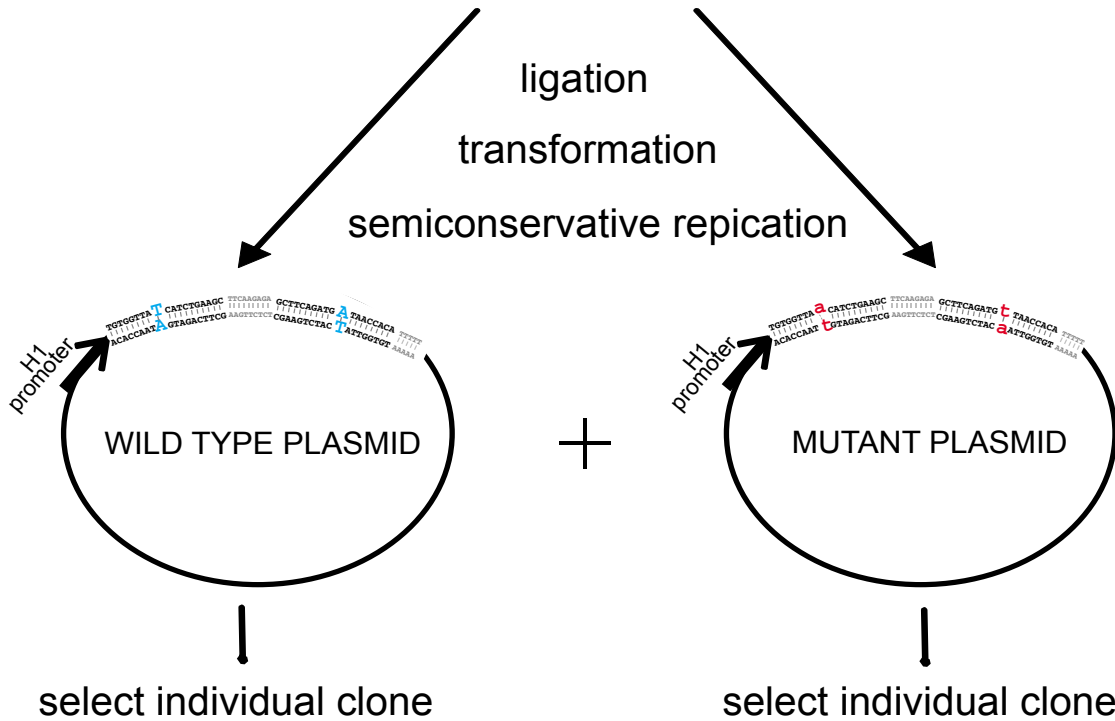 ligation
transformation
semiconservative repication
TGTGGTTA T CATCTGAAGC TTCAAGAGA GCTTCAGATG A TAACCACA TTTTT
ACACCAAT A GTAGACTTCG AAGTTCTCT CGAAGTCTAC T ATTGGTGT AAAAA
H1
promoter
WILD TYPE PLASMID
+
TGTGGTTA a CATCTGAAGC TTCAAGAGA GCTTCAGATG t TAACCACA TTTTT
ACACCAAT t GTAGACTTCG AAGTTCTCT CGAAGTCTAC a AATTGGTGT AAAAA
H1
promoter
MUTANT PLASMID
select individual clone
select individual clone